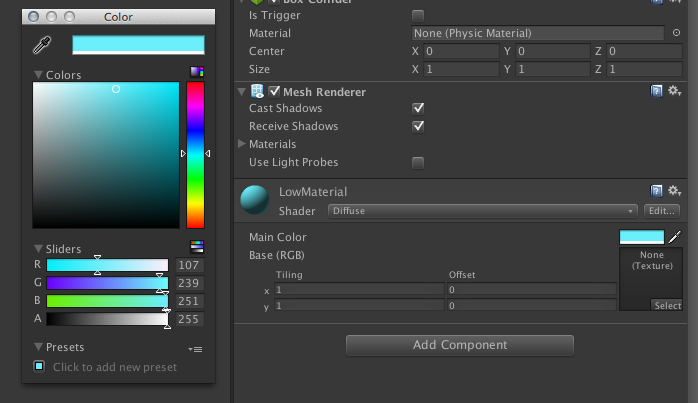 Color
Colors
Sliders
R 107
G 239
B 251
A 255
Presets
Click to add new preset
Box Collider
Is Trigger
Material None (Physic Material)
Center X 0 Y 0 Z 0
Size X 1 Y 1 Z 1
Mesh Renderer
Cast Shadows
Receive Shadows
Materials
Use Light Probes
LowMaterial
Shader Diffuse Edit...
Main Color
Base (RGB) None
(Texture)
Tiling Offset
x 1 0
y 1 0 Select
Add Component